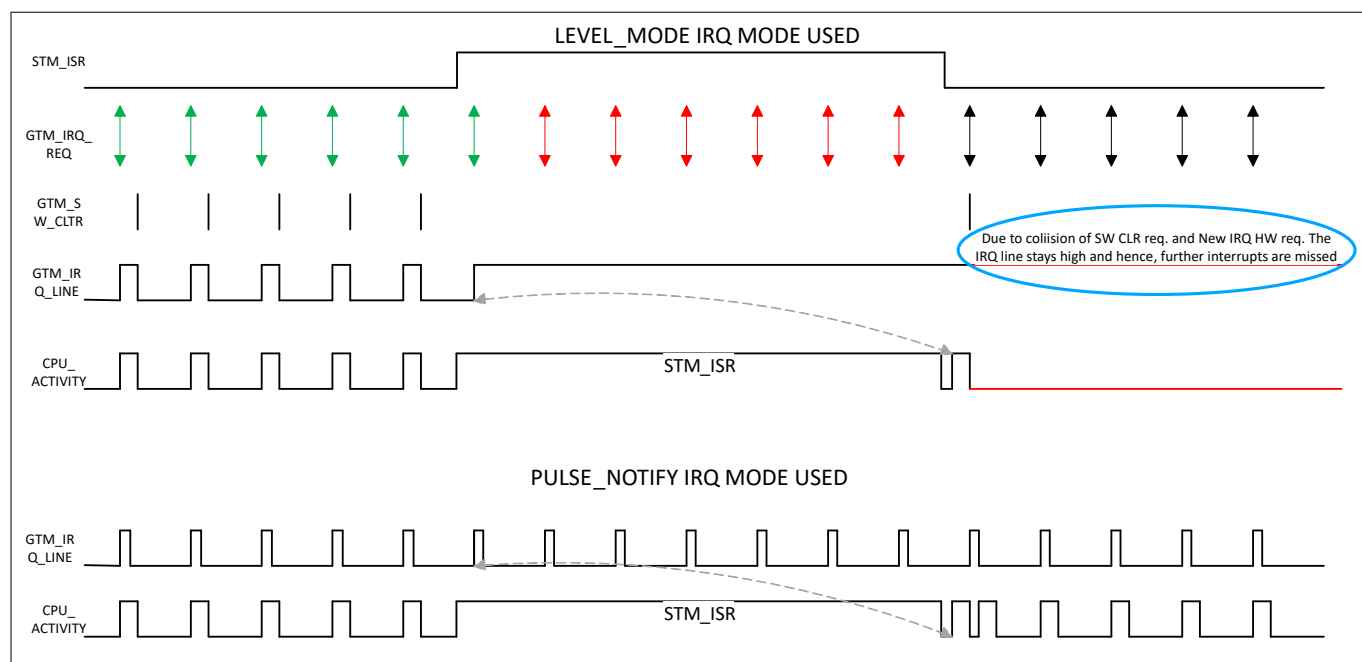 LEVEL_MODE IRQ MODE USED
STM_ISR
GTM_IRQ_
REQ
GTM_S
W_CLTR
Due to coliision of SW CLR req. and New IRQ HW req. The
IRQ line stays high and hence, further interrupts are missed
GTM_IR
Q_LINE
CPU_
ACTIVITY
STM_ISR
PULSE_NOTIFY IRQ MODE USED
GTM_IR
Q_LINE
CPU_
ACTIVITY
STM_ISR